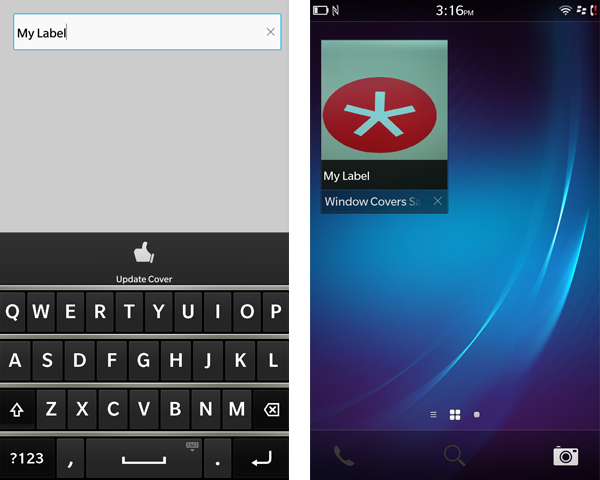 My Label
Update Cover
Q W E R T Y U I O P
A S D F G H J K L
Z X C V B N M
?123 , .
3:16PM
My Label
Window Covers Sa